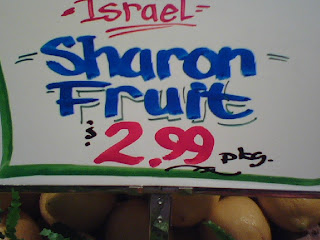 -Israel-
=Sharon=
Fruit
$2.99 pkg.